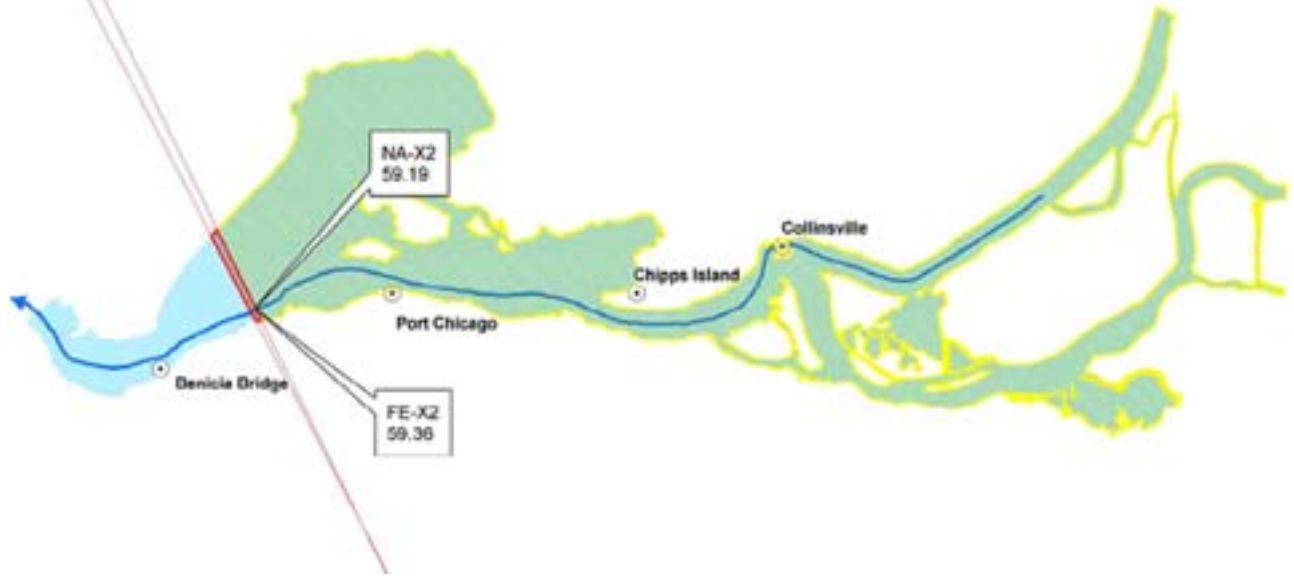 NA-X2
59.19
Collinsville
Chipps Island
Port Chicago
Benicia Bridge
FE-X2
59.36